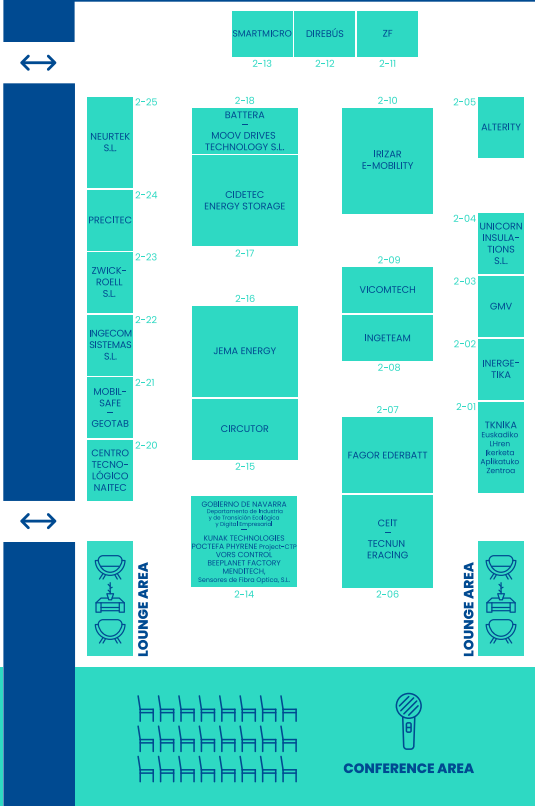 SMARTMICRO
DIREBÚS
ZF
2-13
2-12
2-11
2-25
NEURTEK
S.L.
2-24
PRECITEC
2-23
ZWICK-
ROELL
S.L.
2-22
INGECOM
SISTEMAS
S.L.
2-21
MOBIL-
SAFE
—
GEOTAB
2-20
CENTRO
TECNO-
LÓGICO
NAITEC
2-18
BATTERA
—
MOOV DRIVES
TECHNOLOGY S.L.
CIDETEC
ENERGY STORAGE
2-17
2-16
JEMA ENERGY
CIRCUTOR
2-15
GOBIERNO DE NAVARRA
Departamento de Industria
y de Transición Ecológica
y Digital Empresarial
—
KUNAK TECHNOLOGIES
POCTEFA PHYRENE Project-CTP
VORS CONTROL
BEEPLANET FACTORY
MENDITECH,
Sensores de Fibra Optica, S.L.
2-14
2-10
IRIZAR
E-MOBILITY
2-09
VICOMTECH
INGETEAM
2-08
2-07
FAGOR EDERBATT
CEIT
—
TECNUN
ERACING
2-06
2-05
ALTERITY
2-04
UNICORN
INSULA-
TIONS
S.L.
2-03
GMV
2-02
INERGE-
TIKA
2-01
TKNIKA
Euskadiko
LHren
Ikerketa
Aplikatuko
Zentroa
LOUNGE AREA
LOUNGE AREA
CONFERENCE AREA